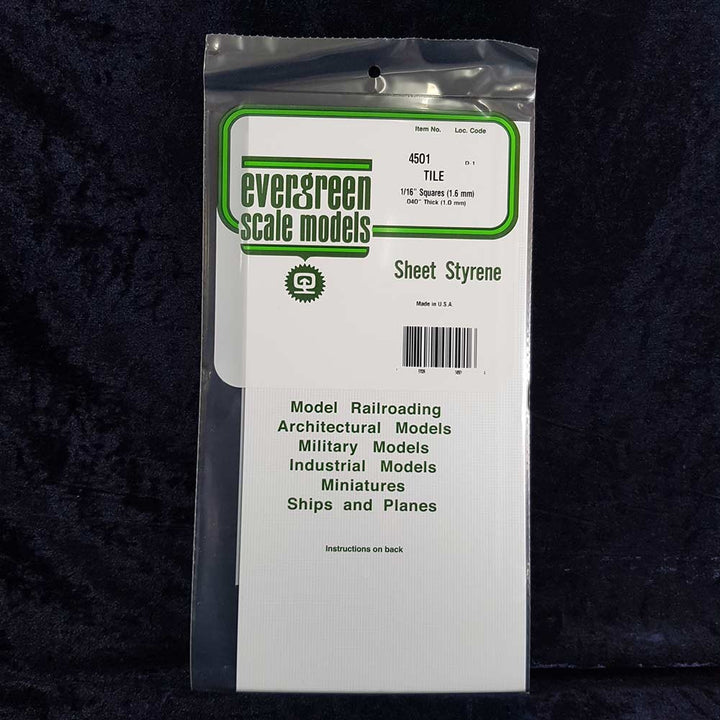 Item No. Loc. Code
4501 D-1
TILE
1/16" Squares (1.6 mm)
.040" Thick (1.0 mm)
evergreen
scale models
Sheet Styrene
Made in U.S.A
Model Railroading
Architectural Models
Military Models
Industrial Models
Miniatures
Ships and Planes
Instructions on back